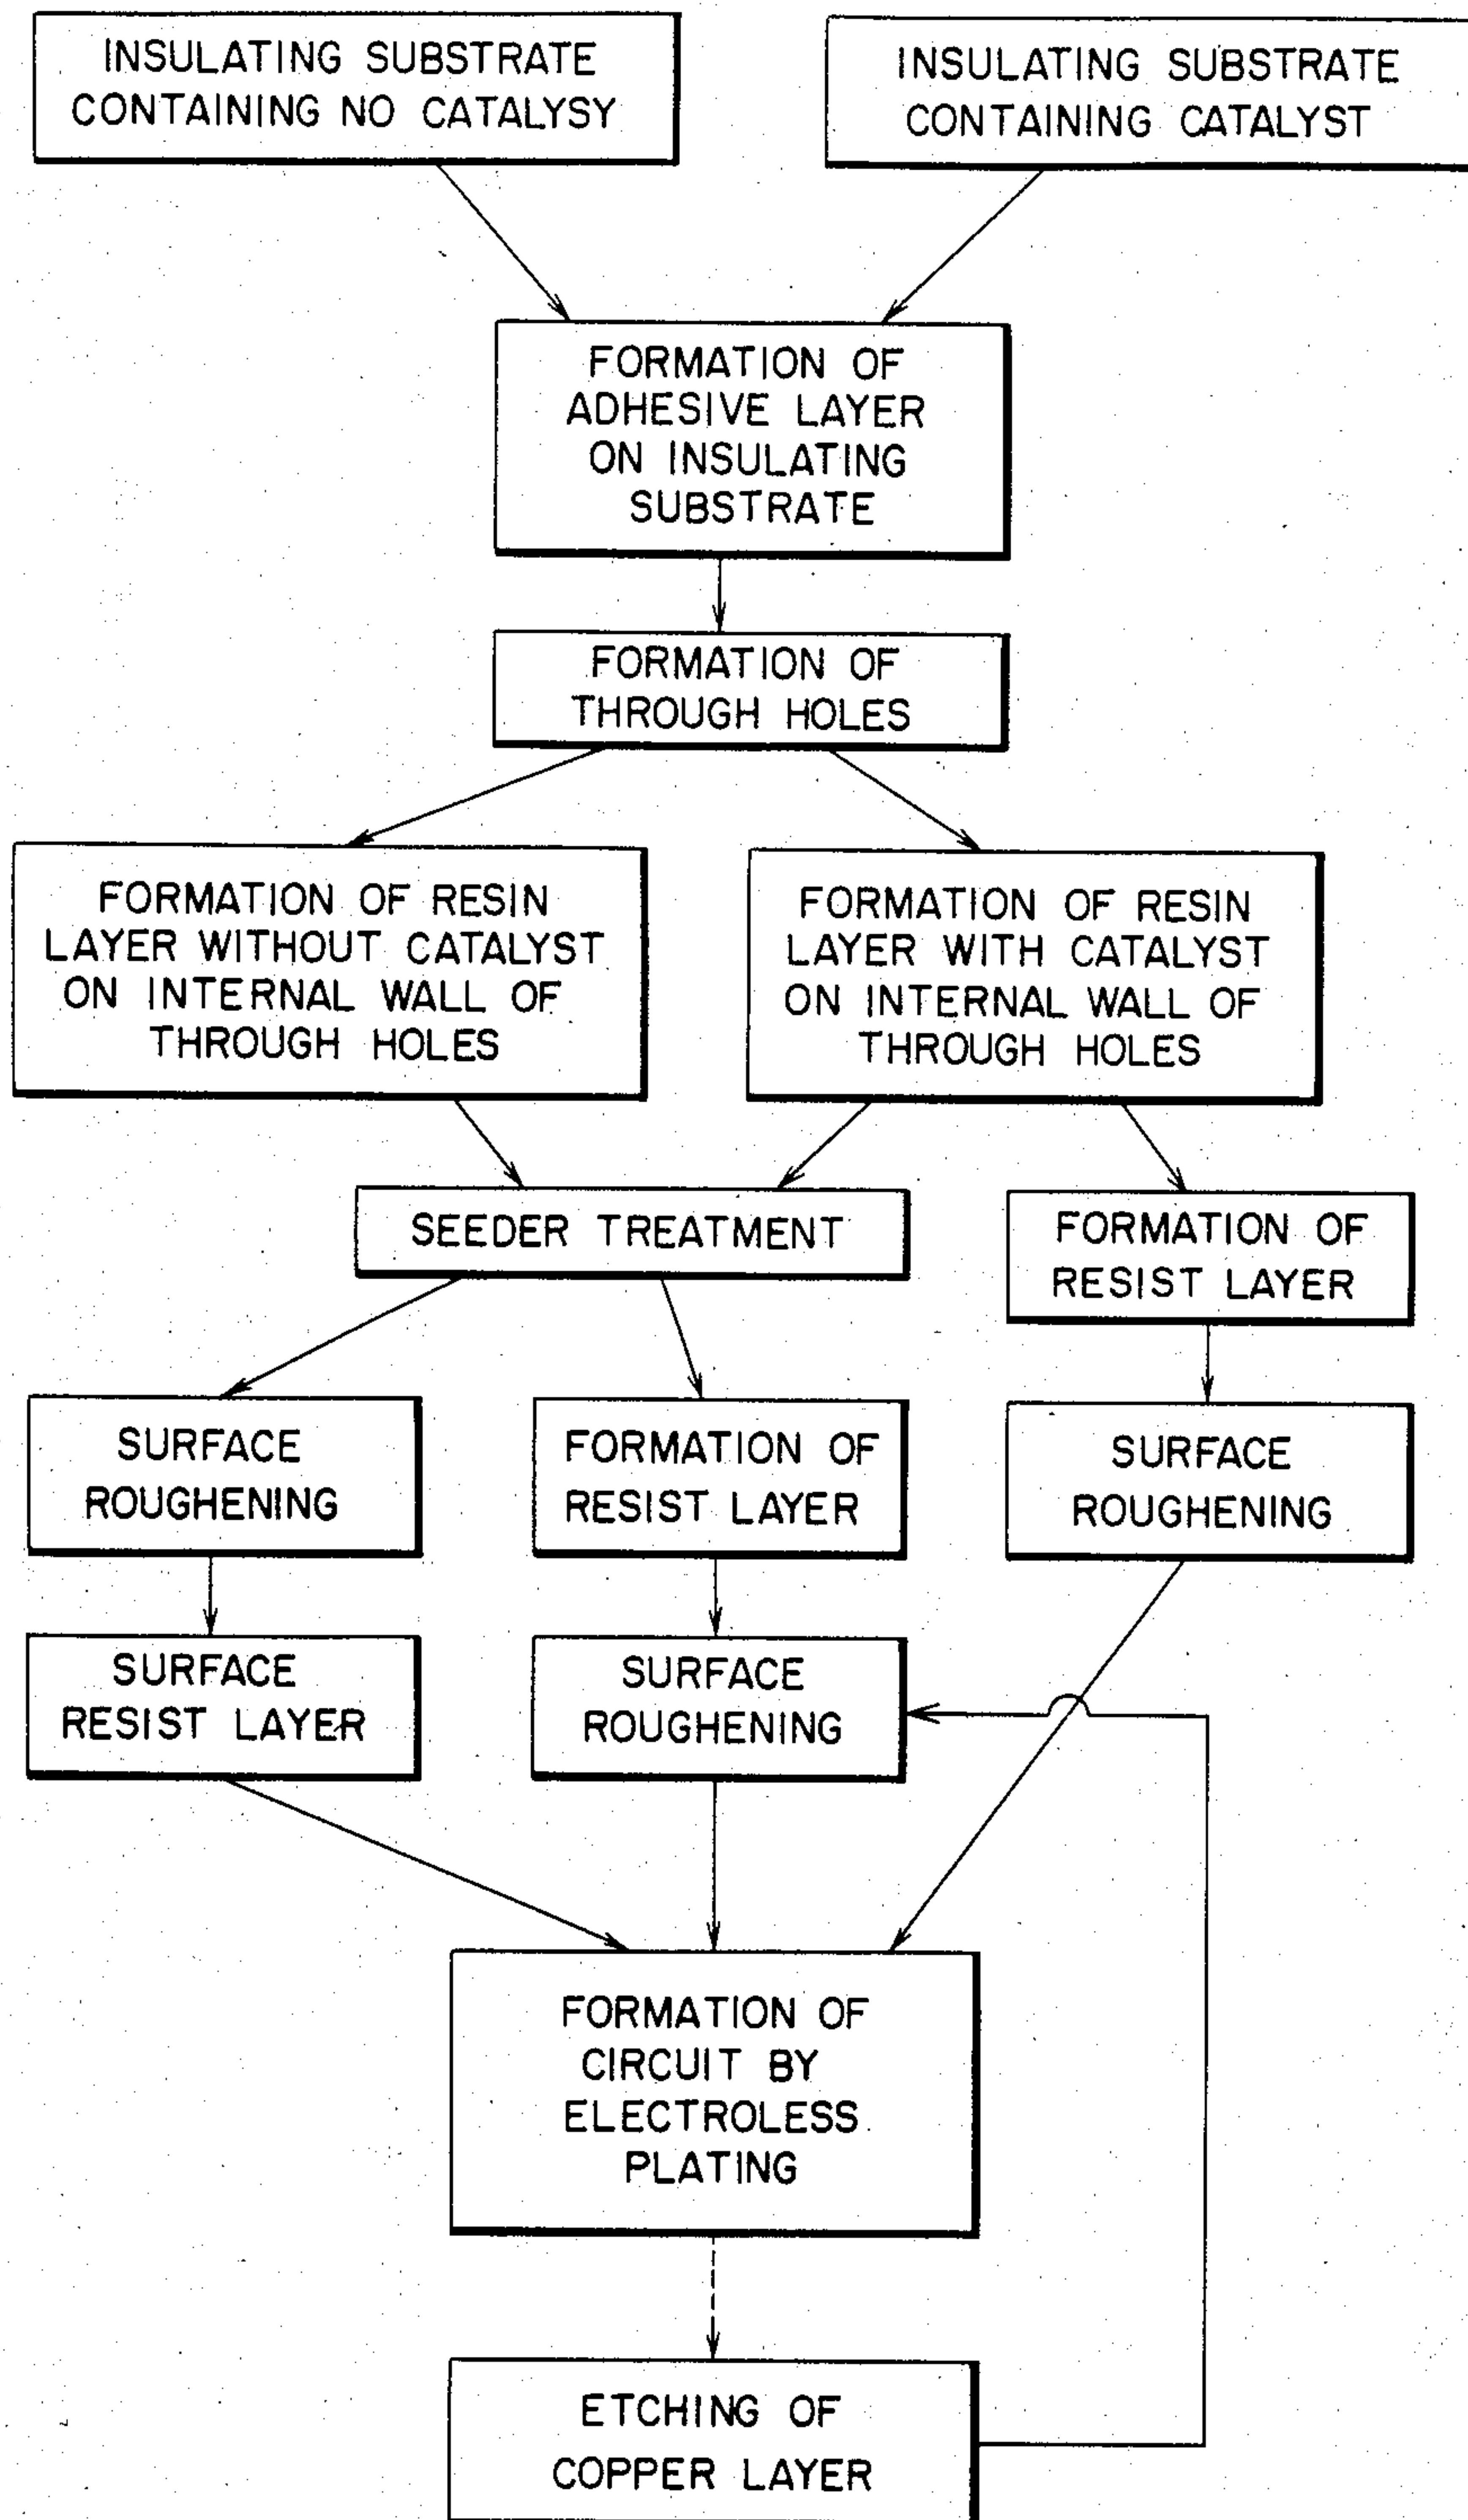 INSULATING SUBSTRATE
CONTAINING NO CATALYSY
INSULATING SUBSTRATE
CONTAINING CATALYST
FORMATION OF
ADHESIVE LAYER
ON INSULATING
SUBSTRATE
FORMATION OF
THROUGH HOLES
FORMATION OF RESIN
LAYER WITHOUT CATALYST
ON INTERNAL WALL OF
THROUGH HOLES
FORMATION OF RESIN
LAYER WITH CATALYST
ON INTERNAL WALL OF
THROUGH HOLES
SEEDER TREATMENT
FORMATION OF
RESIST LAYER
SURFACE
ROUGHENING
FORMATION OF
RESIST LAYER
SURFACE
ROUGHENING
SURFACE
RESIST LAYER
SURFACE
ROUGHENING
FORMATION OF
CIRCUIT BY
ELECTROLESS
PLATING
ETCHING OF
COPPER LAYER